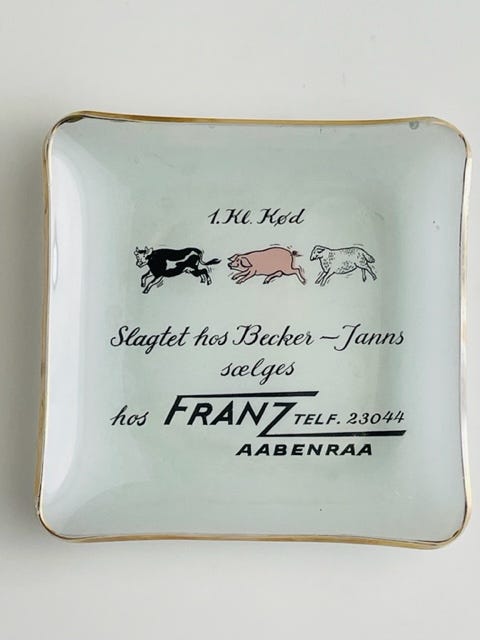 1. Kl. Kød
Slagtet hos Becker – Janns
sælges
hos FRANZ TELF. 23044
AABENRAA